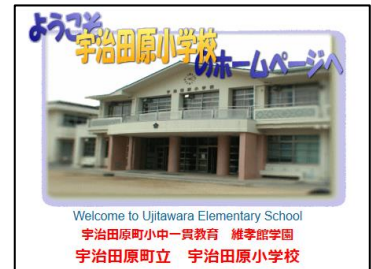 ようこそ
宇治田原小学校
のホームページへ
Welcome to Ujitawara Elementary School
宇治田原町小中一貫教育 維孝館学園
宇治田原町立 宇治田原小学校